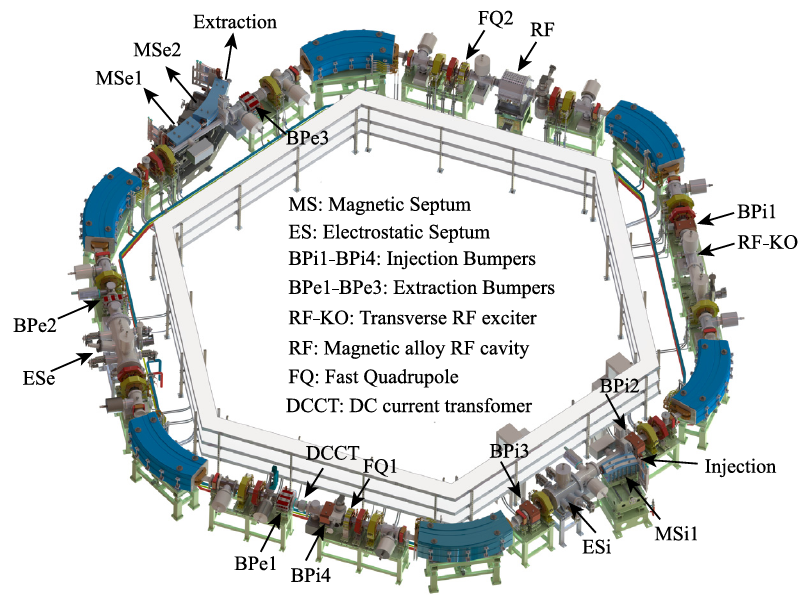 Extraction
FQ2
RF
MSe2
MSe1
BPe3
MS: Magnetic Septum
ES: Electrostatic Septum
BPi1-BPi4: Injection Bumpers
BPe1-BPe3: Extraction Bumpers
RF-KO: Transverse RF exciter
RF: Magnetic alloy RF cavity
FQ: Fast Quadrupole
DCCT: DC current transfomer
BPi1
RF-KO
BPe2
ESe
BPi2
BPi3
DCCT
FQ1
Injection
MSi1
ESi
BPe1
BPi4